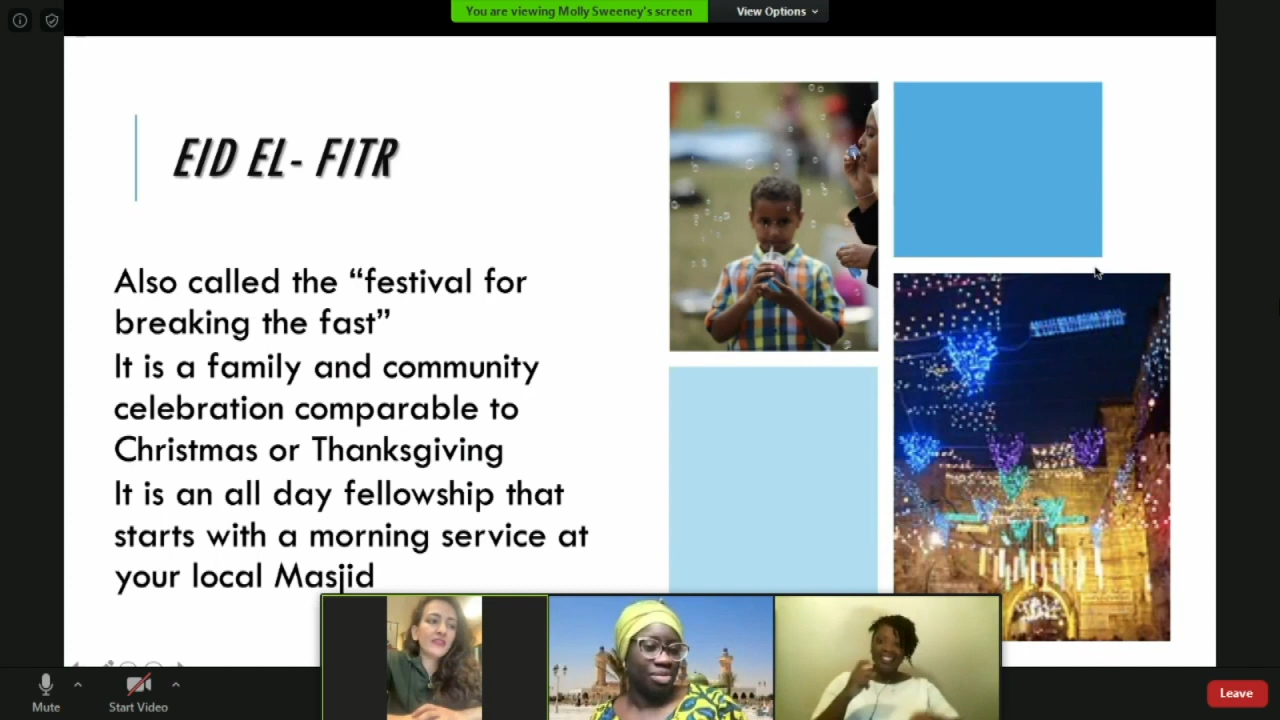 You are viewing Molly Sweeney's screen
View Options
EID EL- FITR
Also called the “festival for
breaking the fast”
It is a family and community
celebration comparable to
Christmas or Thanksgiving
It is an all day fellowship that
starts with a morning service at
your local Masjid
Mute
Start Video
Leave